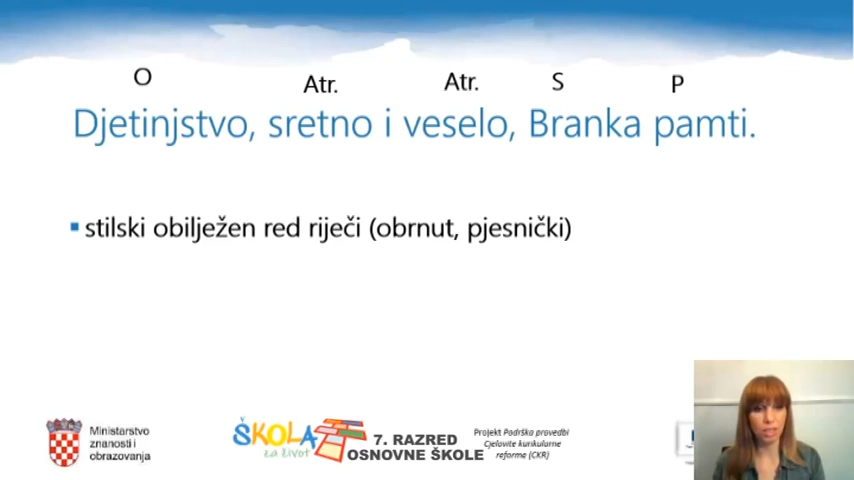 O Atr. Atr. S P
Djetinjstvo, sretno i veselo, Branka pamti.
stilski obilježen red riječi (obrnut, pjesnički)
Ministarstvo
znanosti i
obrazovanja
ŠKOLA
za život
7. RAZRED
OSNOVNE ŠKOLE
Projekt Podrška provedbi
Cjelovite kurikularne
reforme (CKR)